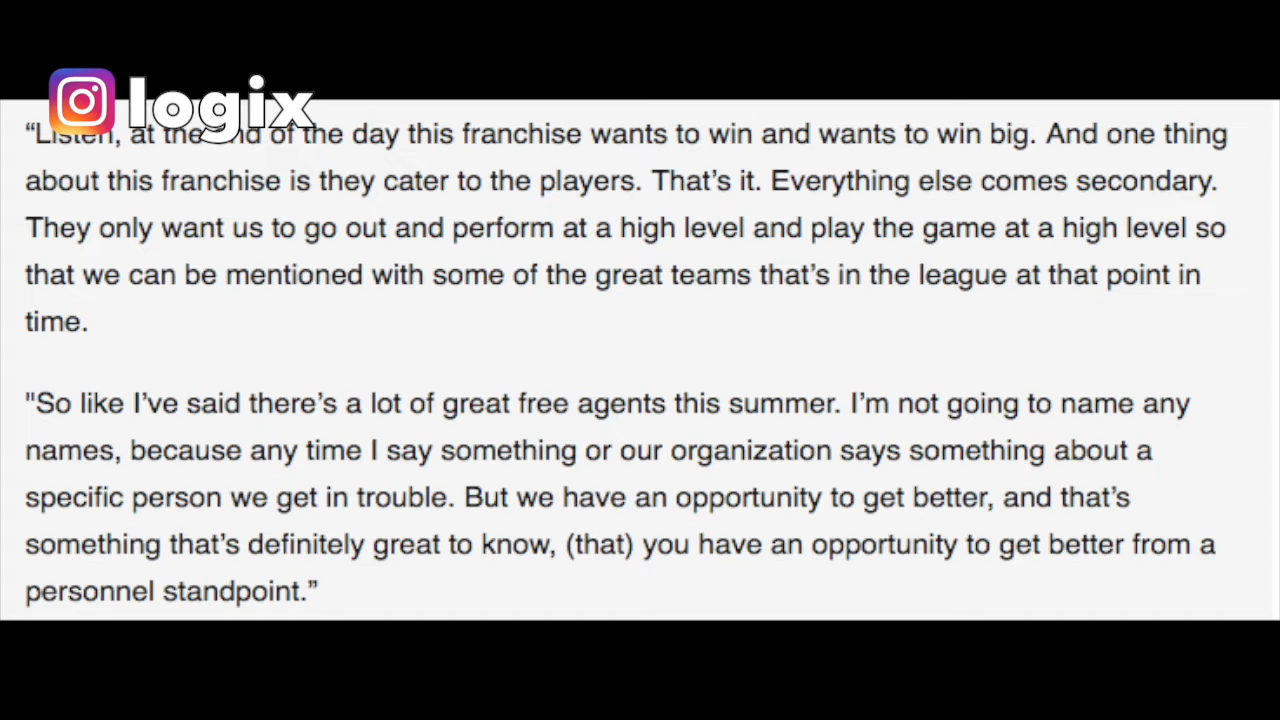 logix
“Listen, at the end of the day this franchise wants to win and wants to win big. And one thing
about this franchise is they cater to the players. That’s it. Everything else comes secondary.
They only want us to go out and perform at a high level and play the game at a high level so
that we can be mentioned with some of the great teams that’s in the league at that point in
time.
"So like I’ve said there’s a lot of great free agents this summer. I’m not going to name any
names, because any time I say something or our organization says something about a
specific person we get in trouble. But we have an opportunity to get better, and that’s
something that’s definitely great to know, (that) you have an opportunity to get better from a
personnel standpoint.”